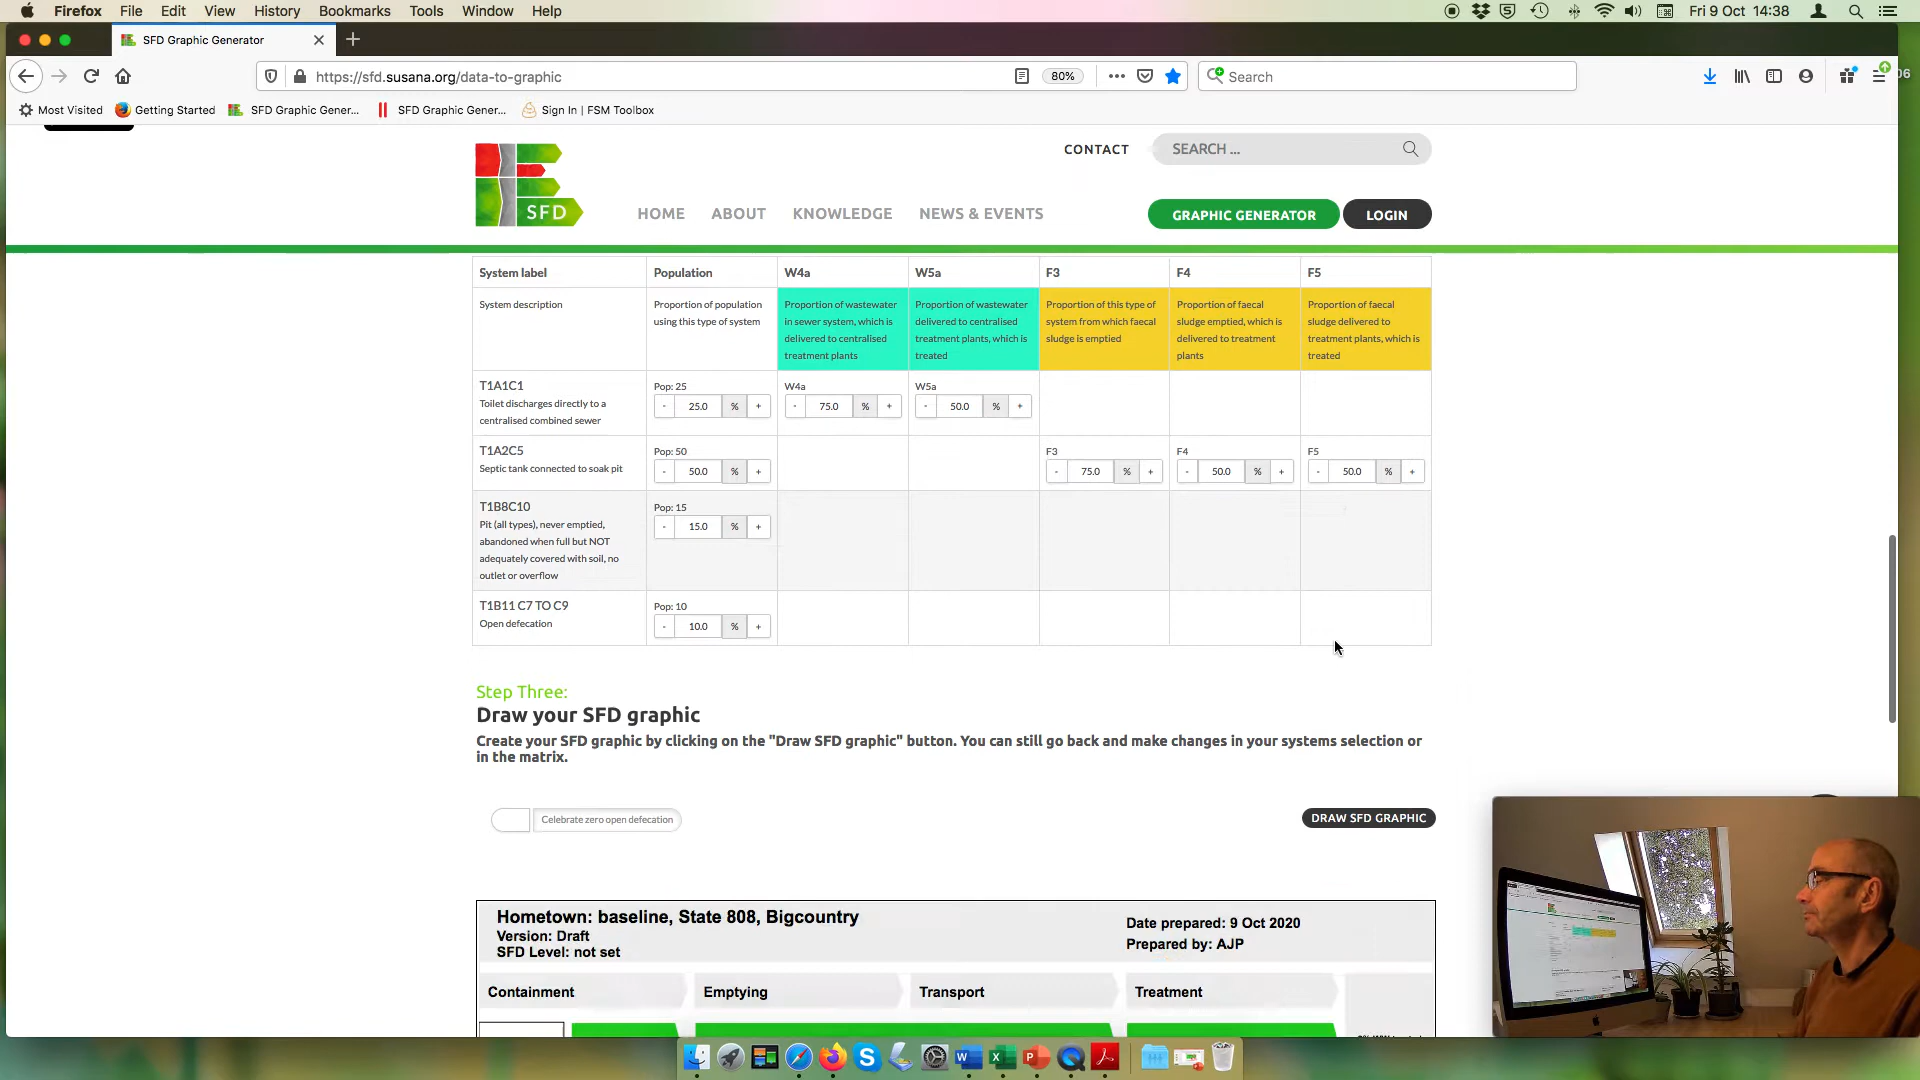 Firefox File Edit View History Bookmarks Tools Window Help Fri 9 Oct 14:38
SFD Graphic Generator
https://sfd.susana.org/data-to-graphic 80% Search
Most Visited Getting Started SFD Graphic Gener... SFD Graphic Gener... Sign In | FSM Toolbox
CONTACT SEARCH ...
SFD HOME ABOUT KNOWLEDGE NEWS & EVENTS GRAPHIC GENERATOR LOGIN
System label Population W4a W5a F3 F4 F5
System description
Proportion of population
using this type of system
Proportion of wastewater
in sewer system, which is
delivered to centralised
treatment plants
Proportion of wastewater
delivered to centralised
treatment plants, which is
treated
Proportion of this type of
system from which faecal
sludge is emptied
Proportion of faecal
sludge emptied, which is
delivered to treatment
plants
Proportion of faecal
sludge delivered to
treatment plants, which is
treated
T1A1C1
Toilet discharges directly to a
centralised combined sewer
Pop: 25
- 25.0 % +
W4a
- 75.0 % +
W5a
- 50.0 % +
T1A2C5
Septic tank connected to soak pit
Pop: 50
- 50.0 % +
F3
- 75.0 % +
F4
- 50.0 % +
F5
- 50.0 % +
T1B8C10
Pit (all types), never emptied,
abandoned when full but NOT
adequately covered with soil, no
outlet or overflow
Pop: 15
- 15.0 % +
T1B11 C7 TO C9
Open defecation
Pop: 10
- 10.0 % +
Step Three:
Draw your SFD graphic
Create your SFD graphic by clicking on the "Draw SFD graphic" button. You can still go back and make changes in your systems selection or
in the matrix.
Celebrate zero open defecation
DRAW SFD GRAPHIC
Hometown: baseline, State 808, Bigcountry
Version: Draft
SFD Level: not set
Date prepared: 9 Oct 2020
Prepared by: AJP
Containment Emptying Transport Treatment